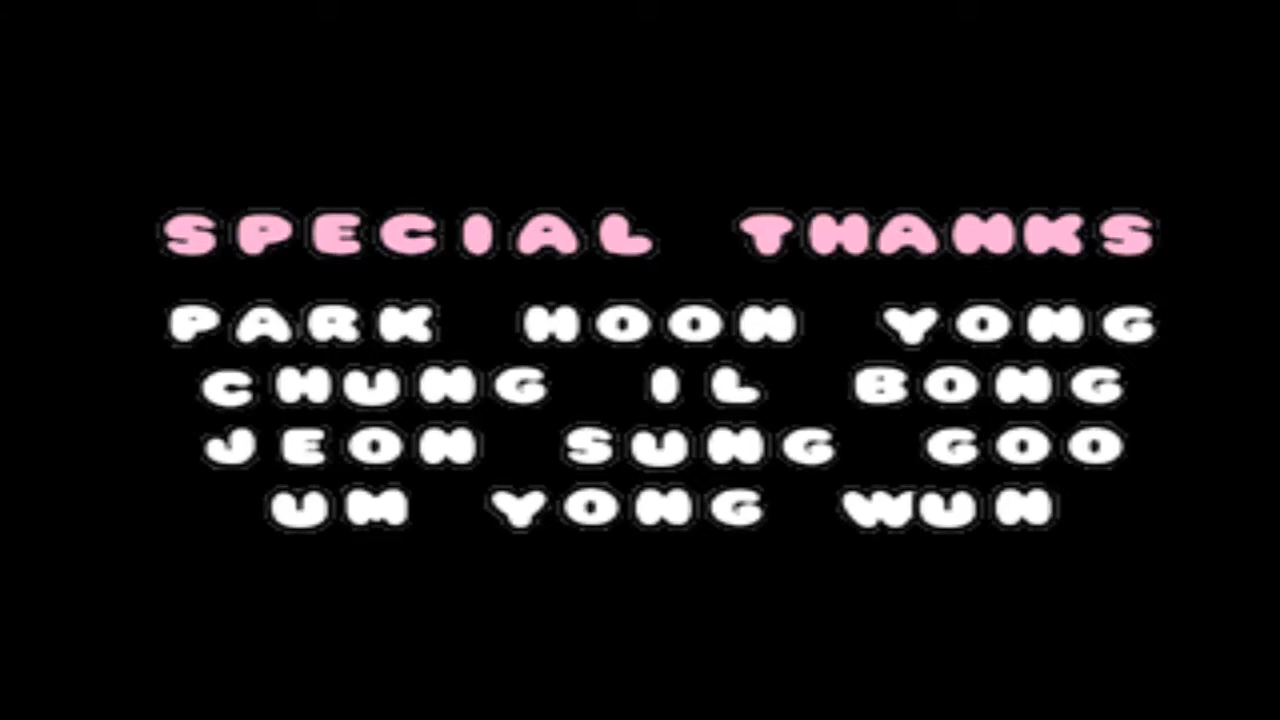 SPECIAL THANKS
PARK HOON YONG
CHUNG IL BONG
JEON SUNG GOO
UM YONG WUN